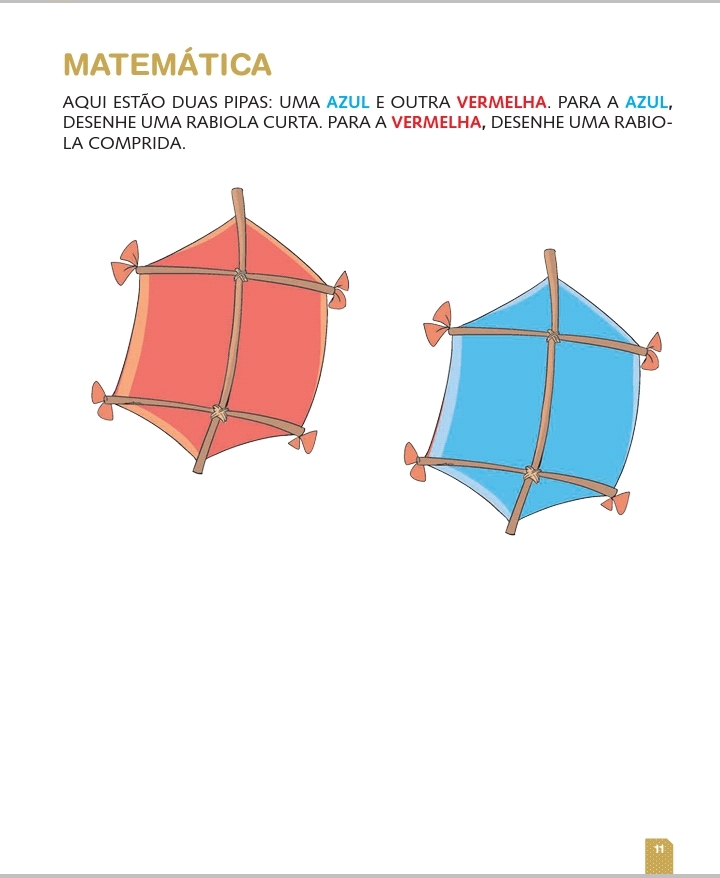 MATEMÁTICA
AQUI ESTÃO DUAS PIPAS: UMA AZUL E OUTRA VERMELHA. PARA A AZUL,
DESENHE UMA RABIOLA CURTA. PARA A VERMELHA, DESENHE UMA RABIO-
LA COMPRIDA.
11